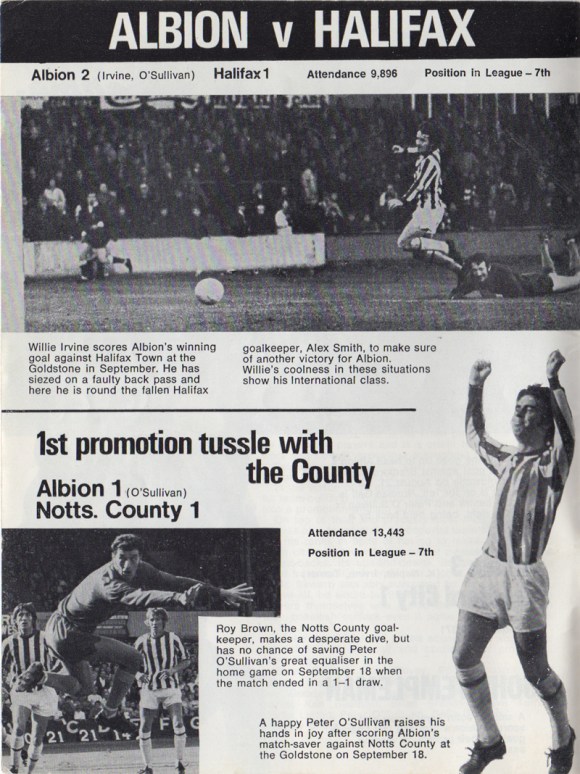 ALBION v HALIFAX
Albion 2 (Irvine, O'Sullivan) Halifax 1 Attendance 9,896 Position in League – 7th
CARS
Willie Irvine scores Albion's winning
goal against Halifax Town at the
Goldstone in September. He has
siezed on a faulty back pass and
here he is round the fallen Halifax
goalkeeper, Alex Smith, to make sure
of another victory for Albion.
Willie's coolness in these situations
show his International class.
1st promotion tussle with
the County
Albion 1 (O'Sullivan)
Notts. County 1
Attendance 13,443
Position in League – 7th
Roy Brown, the Notts County goal-
keeper, makes a desperate dive, but
has no chance of saving Peter
O'Sullivan's great equaliser in the
home game on September 18 when
the match ended in a 1–1 draw.
A happy Peter O'Sullivan raises his
hands in joy after scoring Albion's
match-saver against Notts County at
the Goldstone on September 18.